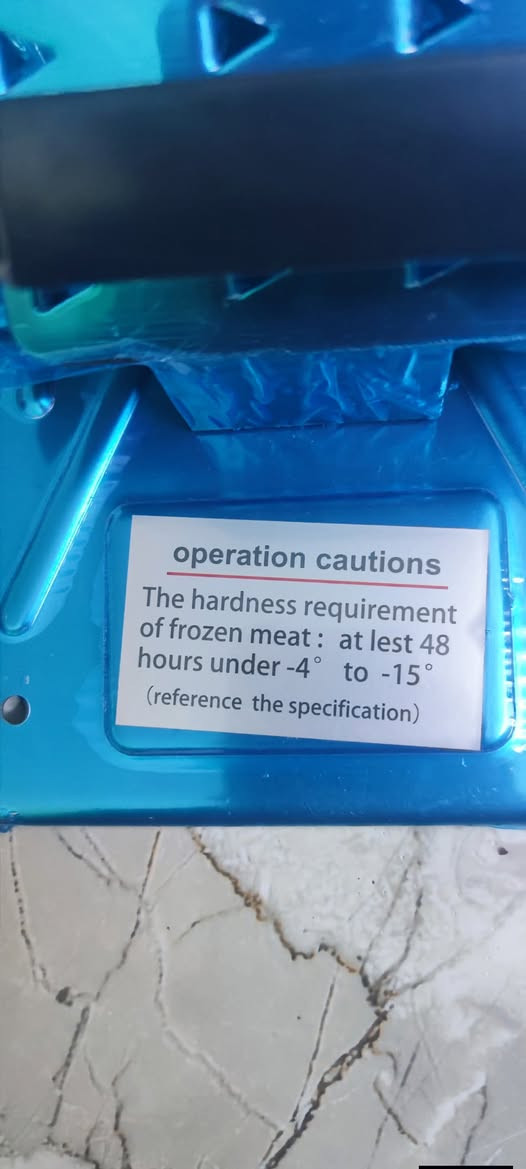 operation cautions
The hardness requirement
of frozen meat : at lest 48
hours under -4° to -15°
(reference the specification)